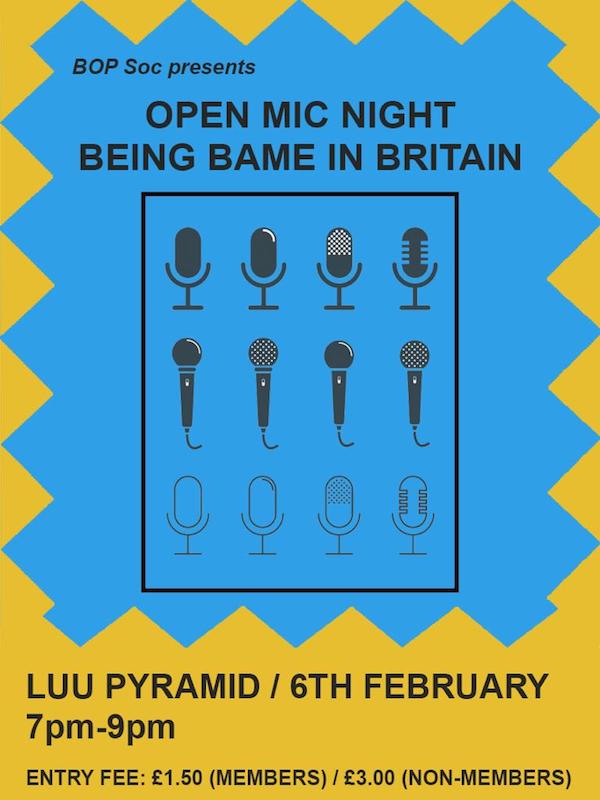 BOP Soc presents
OPEN MIC NIGHT
BEING BAME IN BRITAIN
LUU PYRAMID / 6TH FEBRUARY
7pm-9pm
ENTRY FEE: £1.50 (MEMBERS) / £3.00 (NON-MEMBERS)